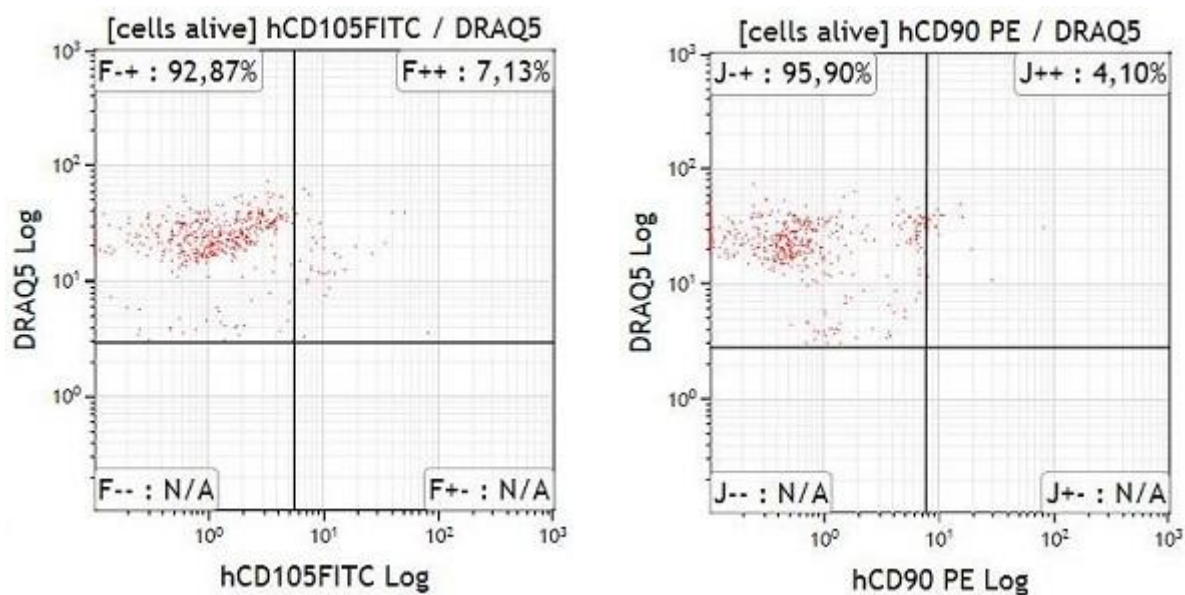 [cells alive] hCD105FITC / DRAQ5
10³
F-+ : 92,87%
F++ : 7,13%
10²
10¹
10⁰
DRAQ5 Log
F-- : N/A
F+- : N/A
10⁰ 10¹ 10² 10³
hCD105FITC Log
[cells alive] hCD90 PE / DRAQ5
10³
J-+ : 95,90%
J++ : 4,10%
10²
10¹
10⁰
DRAQ5 Log
J-- : N/A
J+- : N/A
10⁰ 10¹ 10² 10³
hCD90 PE Log